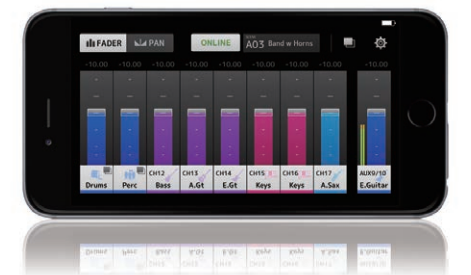 FADER PAN ONLINE A03 Band w Horns
-10.00 -10.00 -10.00 -10.00 -10.00 -10.00 -10.00 -10.00 -10.00
CH12 CH13 CH14 CH15 CH16 CH17 AUX9/10
Drums Perc Bass A.Gt E.Gt Keys Keys A.Sax E.Guitar